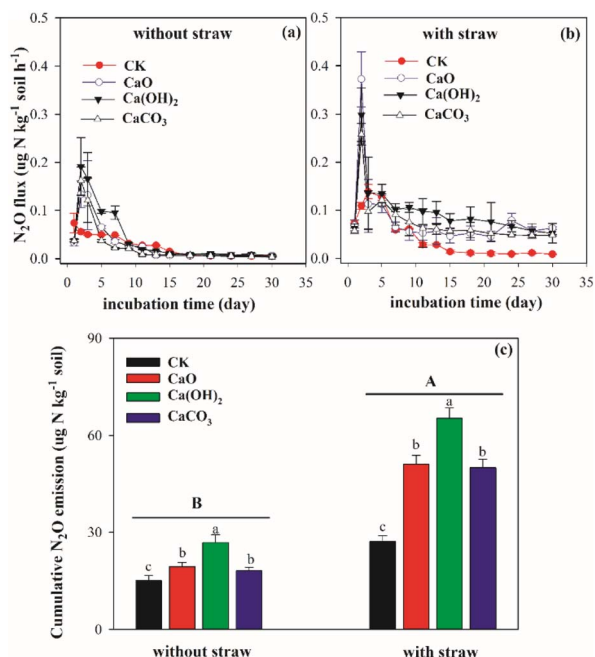 without straw (a)
with straw (b)
N₂O flux (ug N kg⁻¹ soil h⁻¹)
0.5
0.4
0.3
0.2
0.1
0.0
CK
CaO
Ca(OH)₂
CaCO₃
0 5 10 15 20 25 30 35
incubation time (day)
0.5
0.4
0.3
0.2
0.1
0.0
CK
CaO
Ca(OH)₂
CaCO₃
0 5 10 15 20 25 30 35
incubation time (day)
Cumulative N₂O emission (ug N kg⁻¹ soil)
90
60
30
0
(c)
CK
CaO
Ca(OH)₂
CaCO₃
B
c b a b
A
c b a b
without straw
with straw